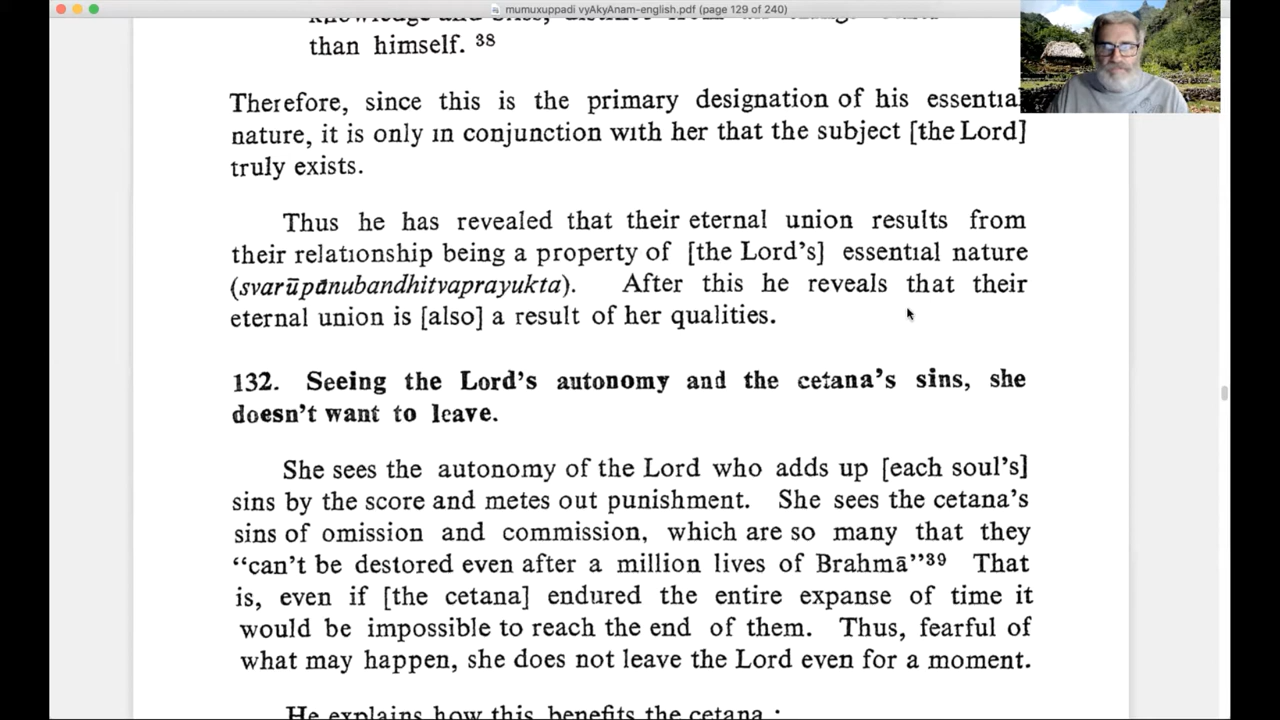 mumuxuppadi vyAkyAnam-english.pdf (page 129 of 240)
than himself. 38
Therefore, since this is the primary designation of his essentia
nature, it is only in conjunction with her that the subject [the Lord]
truly exists.
Thus he has revealed that their eternal union results from
their relationship being a property of [the Lord's] essential nature
(svarūpānubandhitvaprayukta). After this he reveals that their
eternal union is [also] a result of her qualities.
132. Seeing the Lord's autonomy and the cetana's sins, she
doesn't want to leave.
She sees the autonomy of the Lord who adds up [each soul's]
sins by the score and metes out punishment. She sees the cetana's
sins of omission and commission, which are so many that they
“can't be destored even after a million lives of Brahmā”39 That
is, even if [the cetana] endured the entire expanse of time it
would be impossible to reach the end of them. Thus, fearful of
what may happen, she does not leave the Lord even for a moment.
He explains how this benefits the cetana :